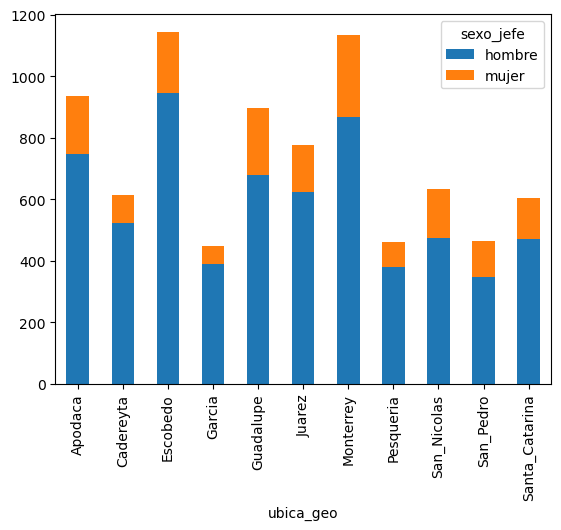 1200
1000
800
600
400
200
0
sexo_jefe
hombre
mujer
Apodaca
Cadereyta
Escobedo
Garcia
Guadalupe
Juarez
Monterrey
Pesqueria
San_Nicolas
San_Pedro
Santa_Catarina
ubica_geo